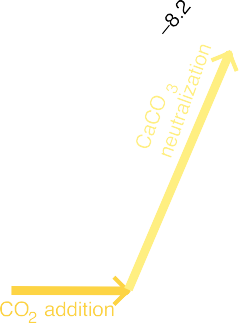 –8.2
CaCO₃
neutralization
CO₂ addition